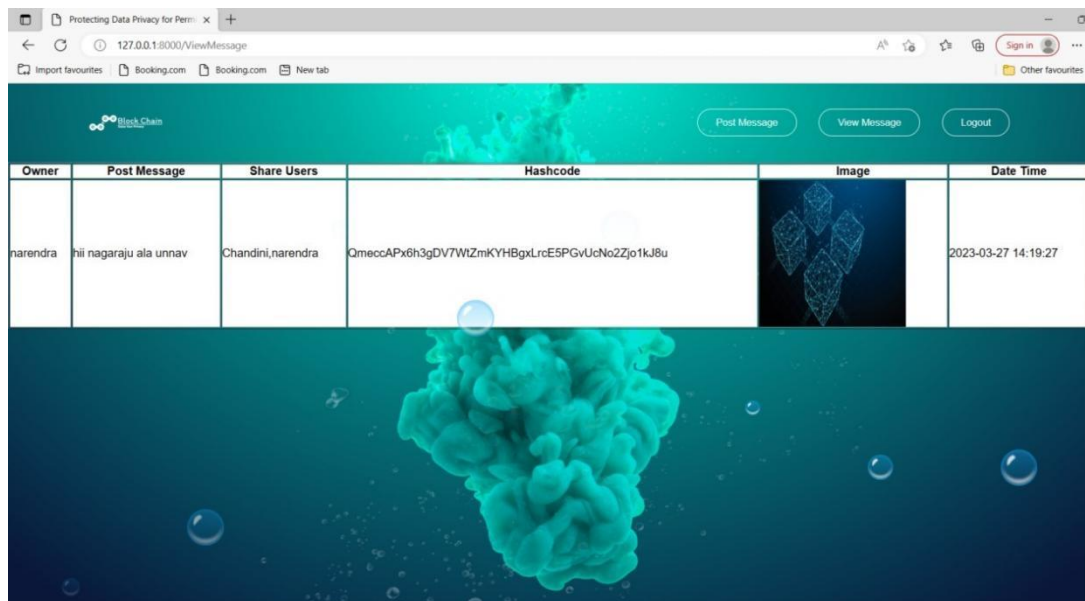 Protecting Data Privacy for Perm
127.0.0.1:8000/ViewMessage
Sign in
Import favourites Booking.com Booking.com New tab Other favourites
Block Chain
Post Message View Message Logout
Owner Post Message Share Users Hashcode Image Date Time
narendra hii nagaraju ala unnav Chandini,narendra QmeccAPx6h3gDV7WtZmKYHBgxLrcE5PGvUcNo2Zjo1kJ8u 2023-03-27 14:19:27